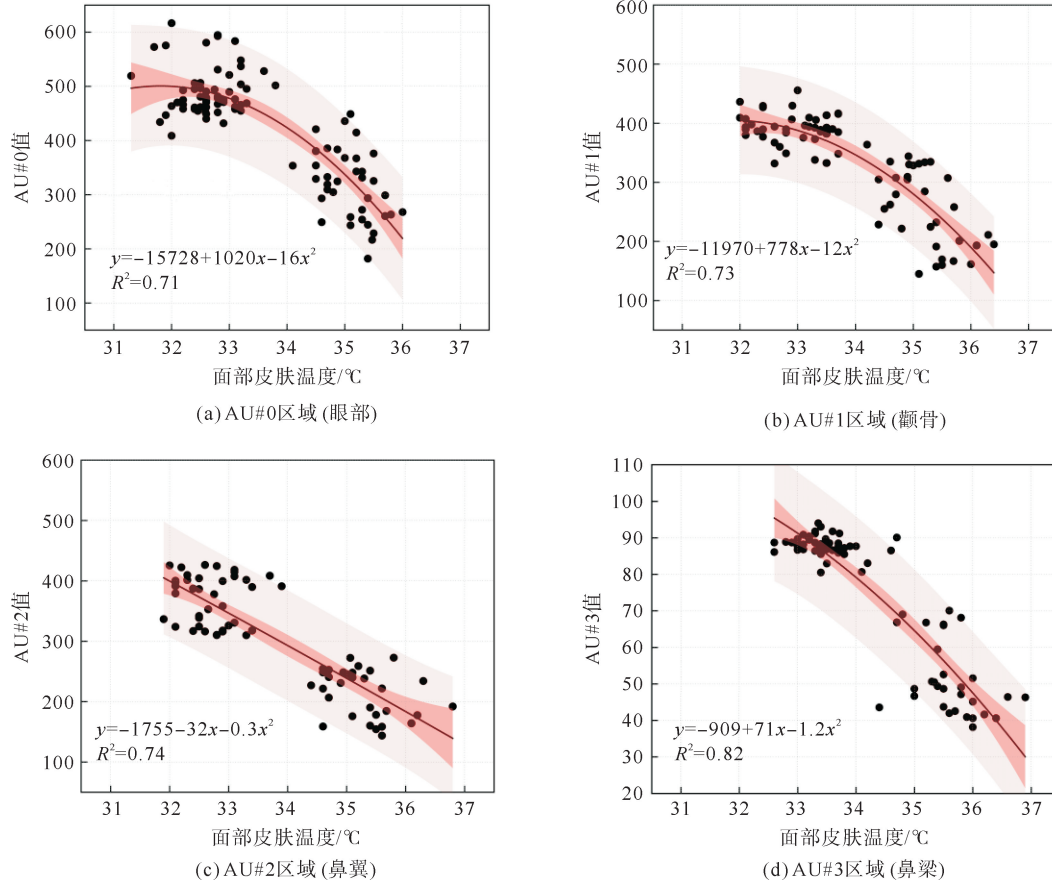 600
500
400
300
200
100
AU#0值
y=−15728+1020x−16x²
R²=0.71
31 32 33 34 35 36 37
面部皮肤温度/℃
(a) AU#0区域 (眼部)
600
500
400
300
200
100
AU#1值
y=−11970+778x−12x²
R²=0.73
31 32 33 34 35 36 37
面部皮肤温度/℃
(b) AU#1区域 (颧骨)
600
500
400
300
200
100
AU#2值
y=−1755−32x−0.3x²
R²=0.74
31 32 33 34 35 36 37
面部皮肤温度/℃
(c) AU#2区域 (鼻翼)
110
100
90
80
70
60
50
40
30
20
AU#3值
y=−909+71x−1.2x²
R²=0.82
31 32 33 34 35 36 37
面部皮肤温度/℃
(d) AU#3区域 (鼻梁)